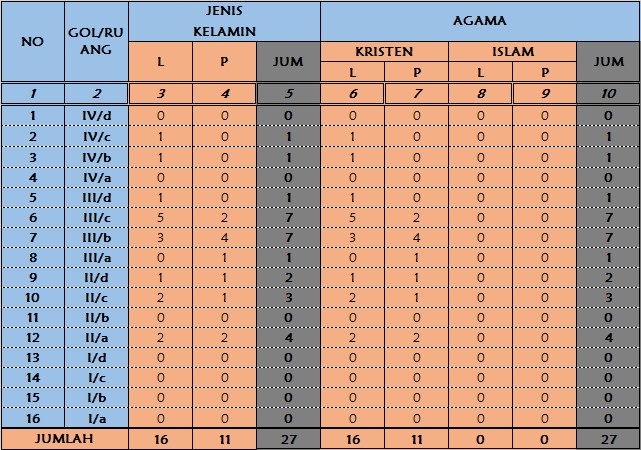 NO GOL/RU ANG JENIS KELAMIN AGAMA
L P JUM KRISTEN ISLAM JUM
L P L P
1 2 3 4 5 6 7 8 9 10
1 IV/d 0 0 0 0 0 0 0 0
2 IV/c 1 0 1 1 0 0 0 1
3 IV/b 1 0 1 1 0 0 0 1
4 IV/a 0 0 0 0 0 0 0 0
5 III/d 1 0 1 1 0 0 0 1
6 III/c 5 2 7 5 2 0 0 7
7 III/b 3 4 7 3 4 0 0 7
8 III/a 0 1 1 0 1 0 0 1
9 II/d 1 1 2 1 1 0 0 2
10 II/c 2 1 3 2 1 0 0 3
11 II/b 0 0 0 0 0 0 0 0
12 II/a 2 2 4 2 2 0 0 4
13 I/d 0 0 0 0 0 0 0 0
14 I/c 0 0 0 0 0 0 0 0
15 I/b 0 0 0 0 0 0 0 0
16 I/a 0 0 0 0 0 0 0 0
JUMLAH 16 11 27 16 11 0 0 27